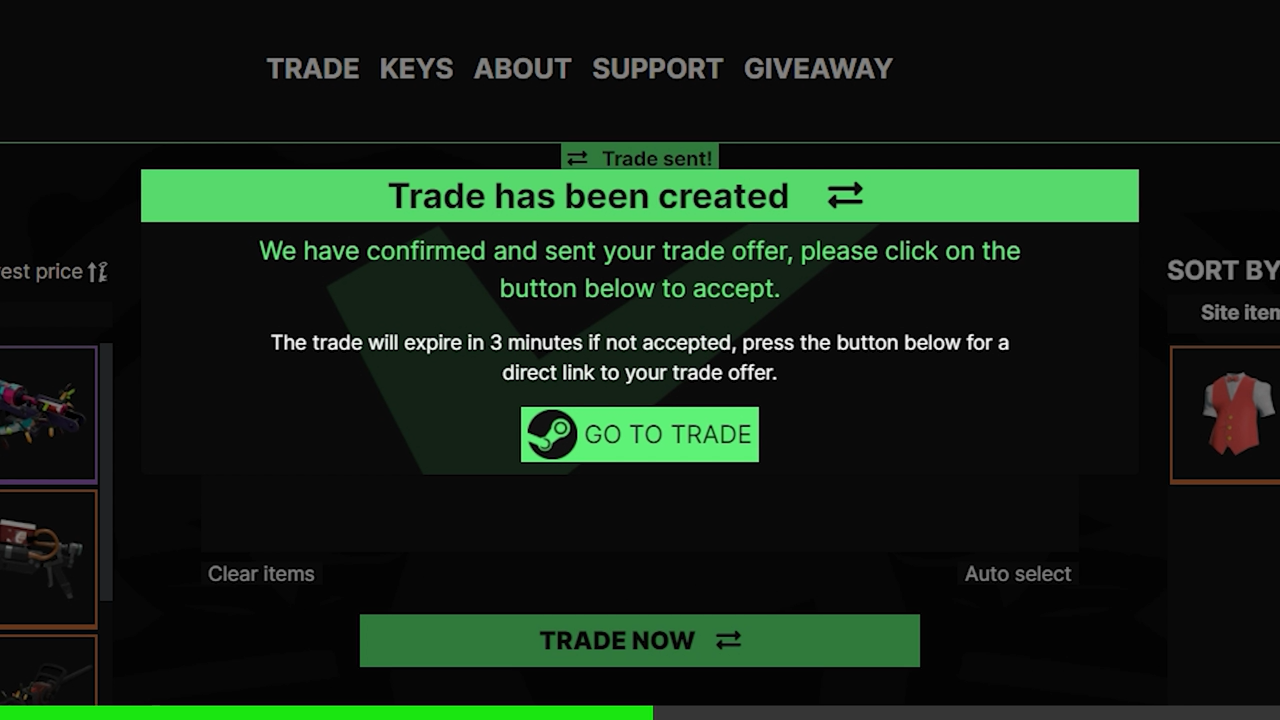 TRADE KEYS ABOUT SUPPORT GIVEAWAY
Trade sent!
Trade has been created
We have confirmed and sent your trade offer, please click on the
button below to accept.
est price
SORT BY
Site item
The trade will expire in 3 minutes if not accepted, press the button below for a
direct link to your trade offer.
GO TO TRADE
Clear items
Auto select
TRADE NOW